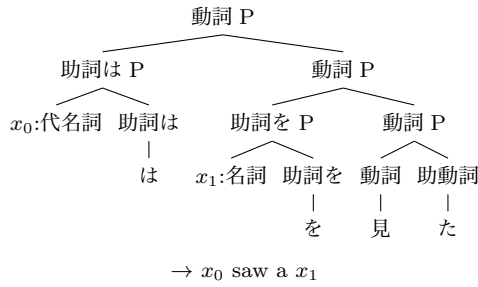 動詞 P
助詞は P 動詞 P
x₀:代名詞 助詞は 助詞を P 動詞 P
は x₁:名詞 助詞を 動詞 助動詞
を 見 た
→ x₀ saw a x₁